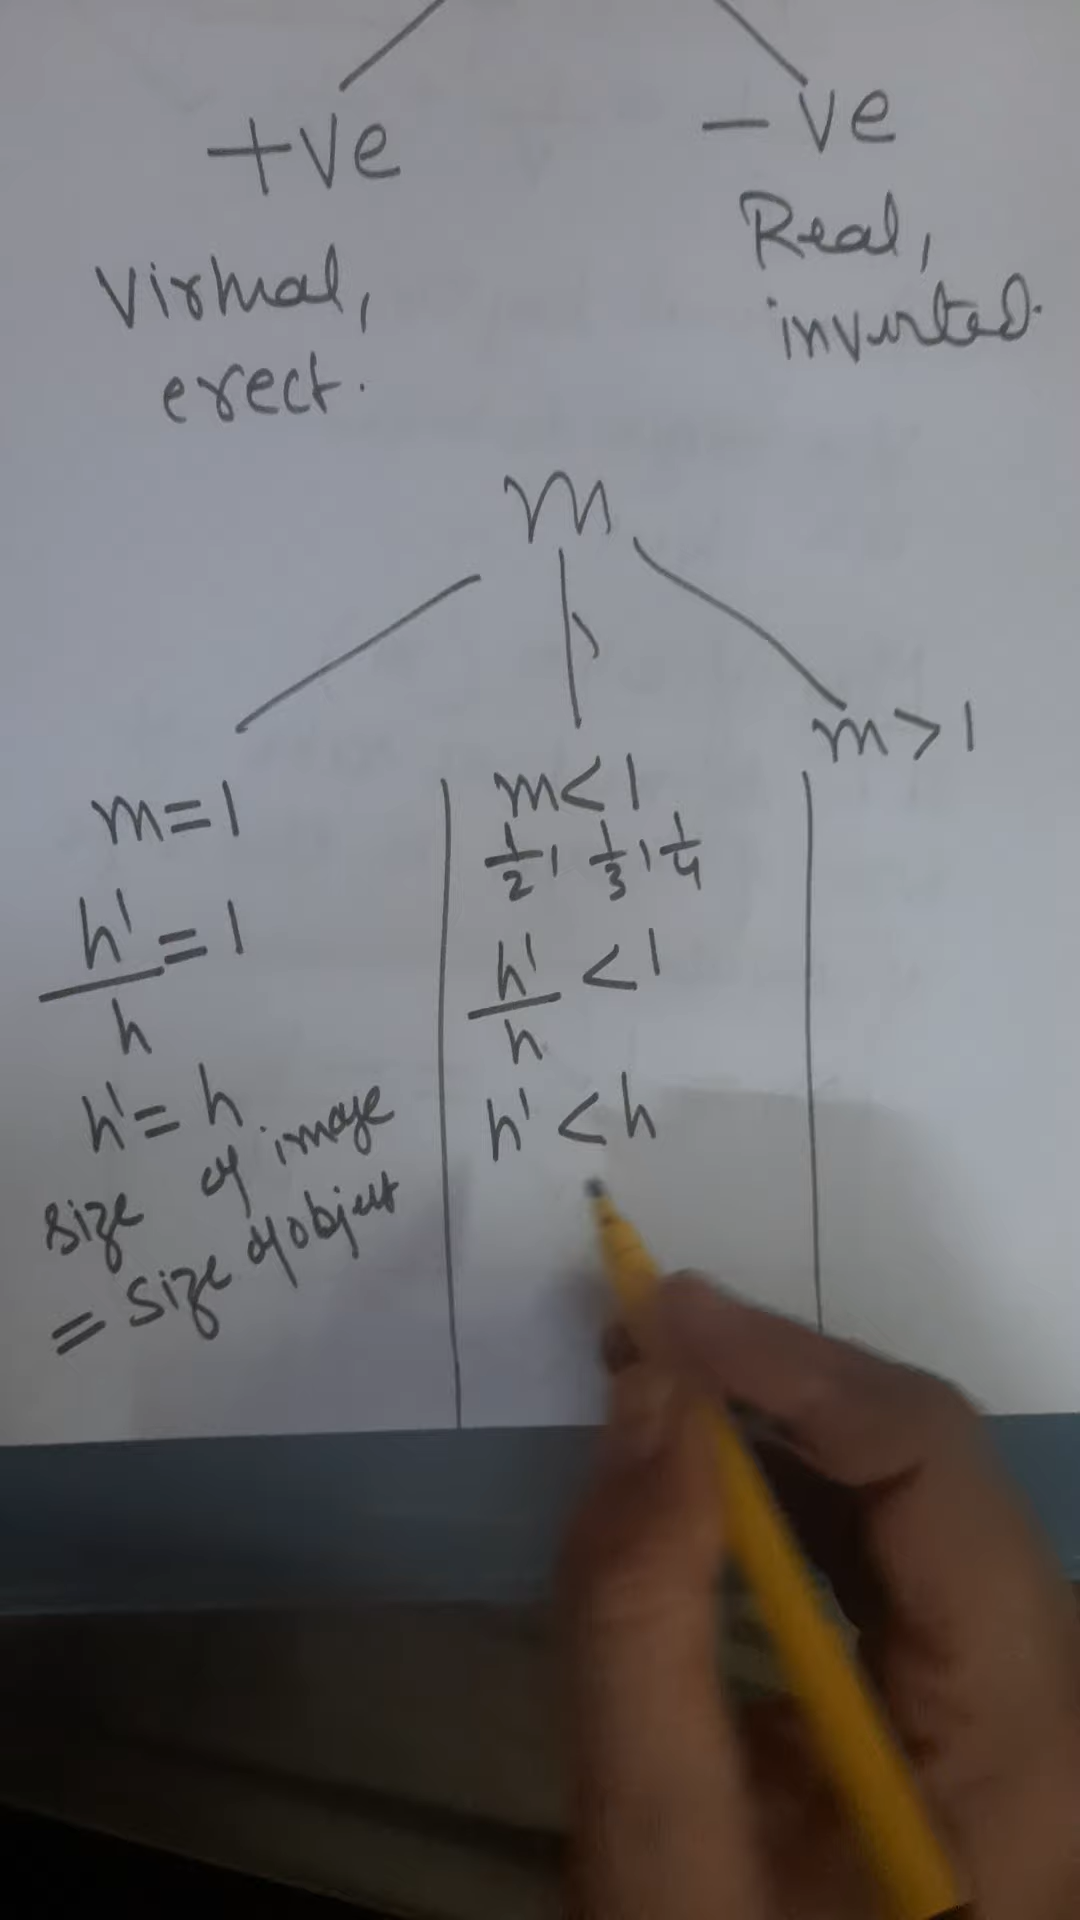 +ve
-ve
Virtual,
erect.
Real,
inverted.
m
m=1
h'/h = 1
h' = h
size of image
= size of object
m<1
1/2, 1/3, 1/4
h'/h < 1
h' < h
m>1